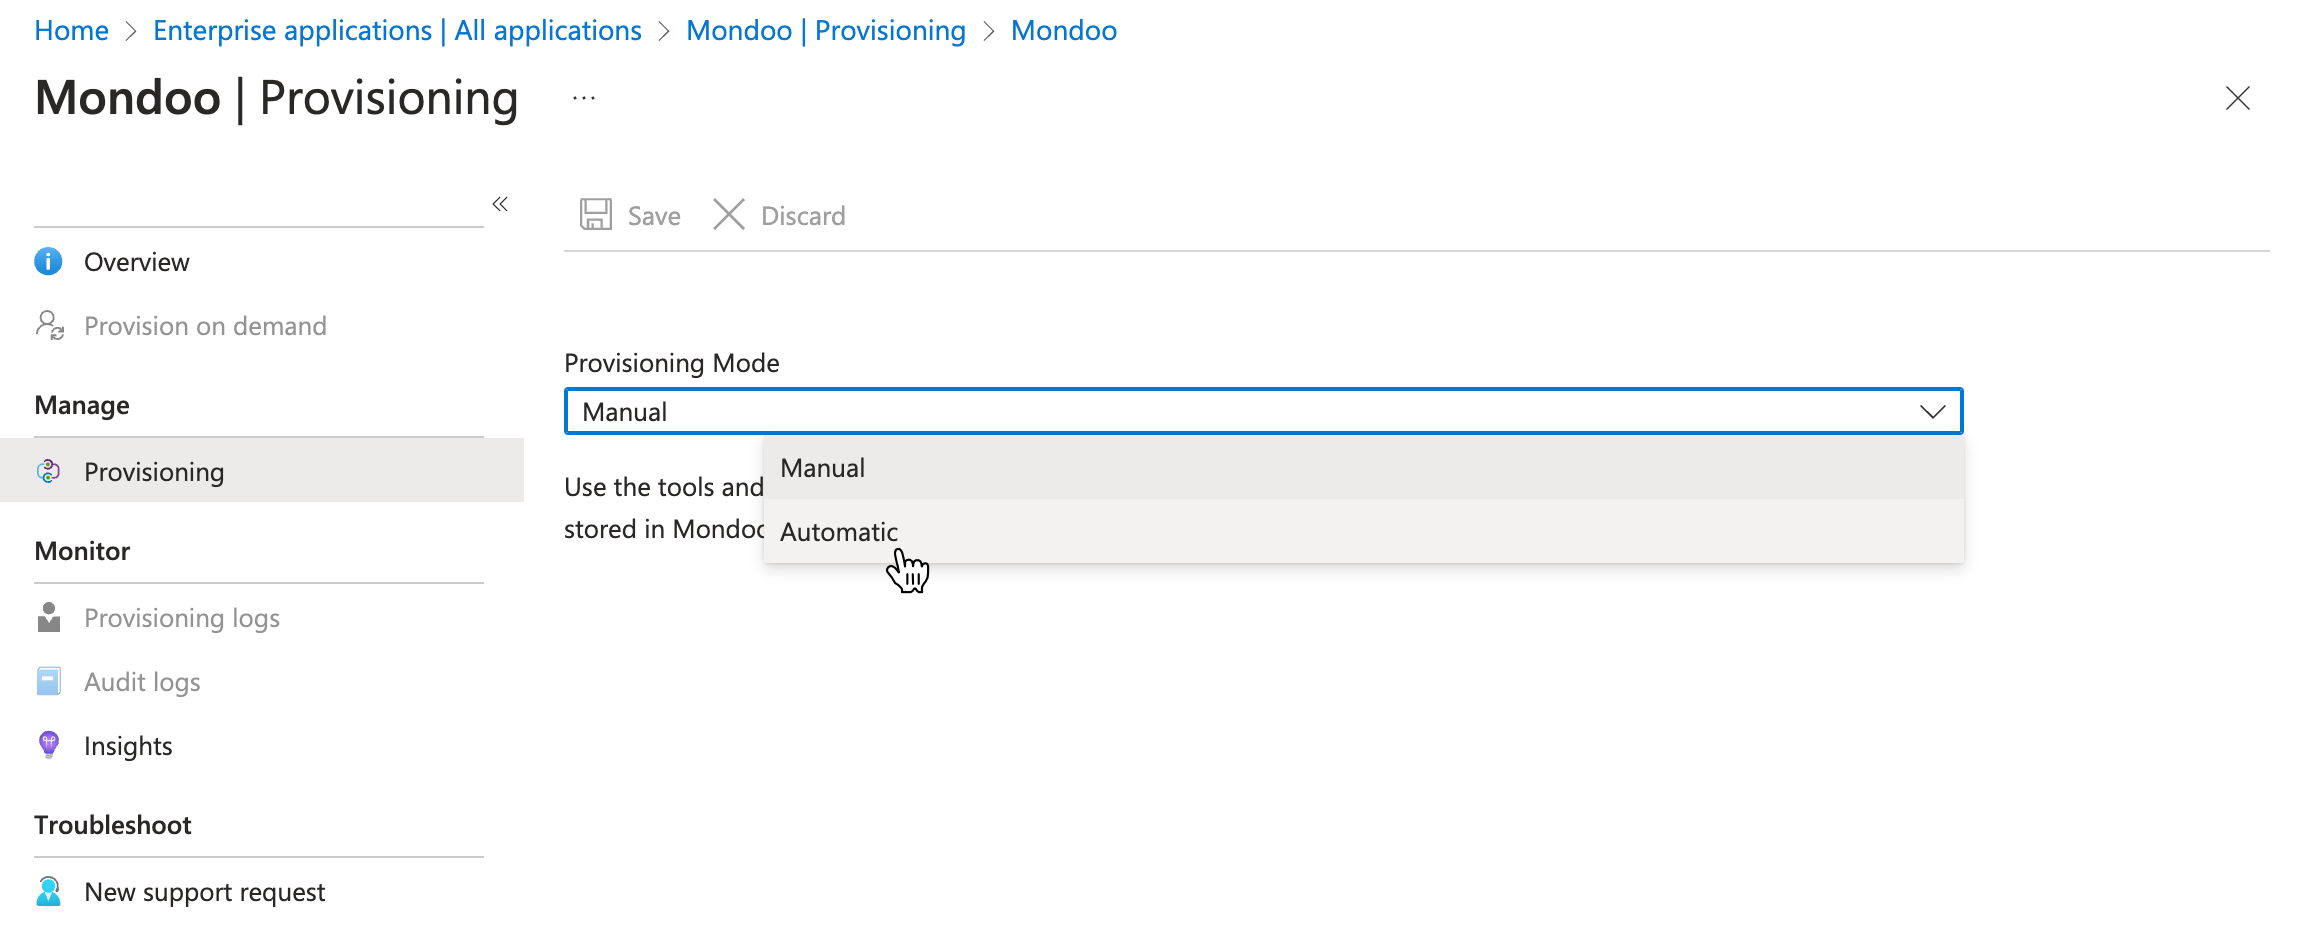 Home > Enterprise applications | All applications > Mondoo | Provisioning > Mondoo
Mondoo | Provisioning ...
«
Save Discard
Overview
Provision on demand
Manage
Provisioning
Monitor
Provisioning logs
Audit logs
Insights
Troubleshoot
New support request
Provisioning Mode
Manual
Manual
Automatic
Use the tools and
stored in